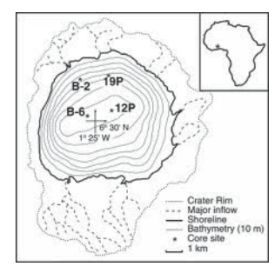 B-2 19P
B-6 12P
6° 30' N
1° 25' W
Crater Rim
Major inflow
Shoreline
Bathymetry (10 m)
Core site
1 km